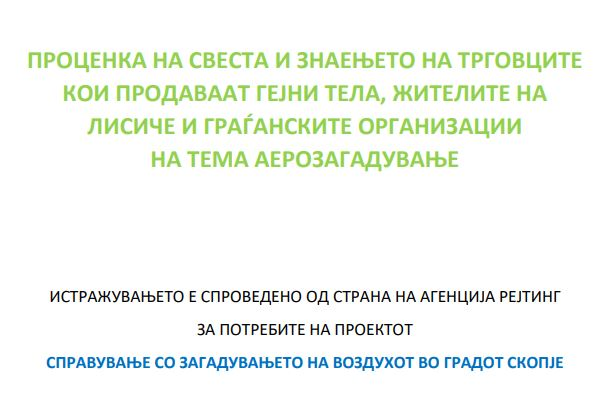 ПРОЦЕНКА НА СВЕСТА И ЗНАЕЊЕТО НА ТРГОВЦИТЕ
КОИ ПРОДАВААТ ГЕЈНИ ТЕЛА, ЖИТЕЛИТЕ НА
ЛИСИЧЕ И ГРАЃАНСКИТЕ ОРГАНИЗАЦИИ
НА ТЕМА АЕРОЗАГАДУВАЊЕ
ИСТРАЖУВАЊЕТО Е СПРОВЕДЕНО ОД СТРАНА НА АГЕНЦИЈА РЕЈТИНГ
ЗА ПОТРЕБИТЕ НА ПРОЕКТОТ
СПРАВУВАЊЕ СО ЗАГАДУВАЊЕТО НА ВОЗДУХОТ ВО ГРАДОТ СКОПЈЕ